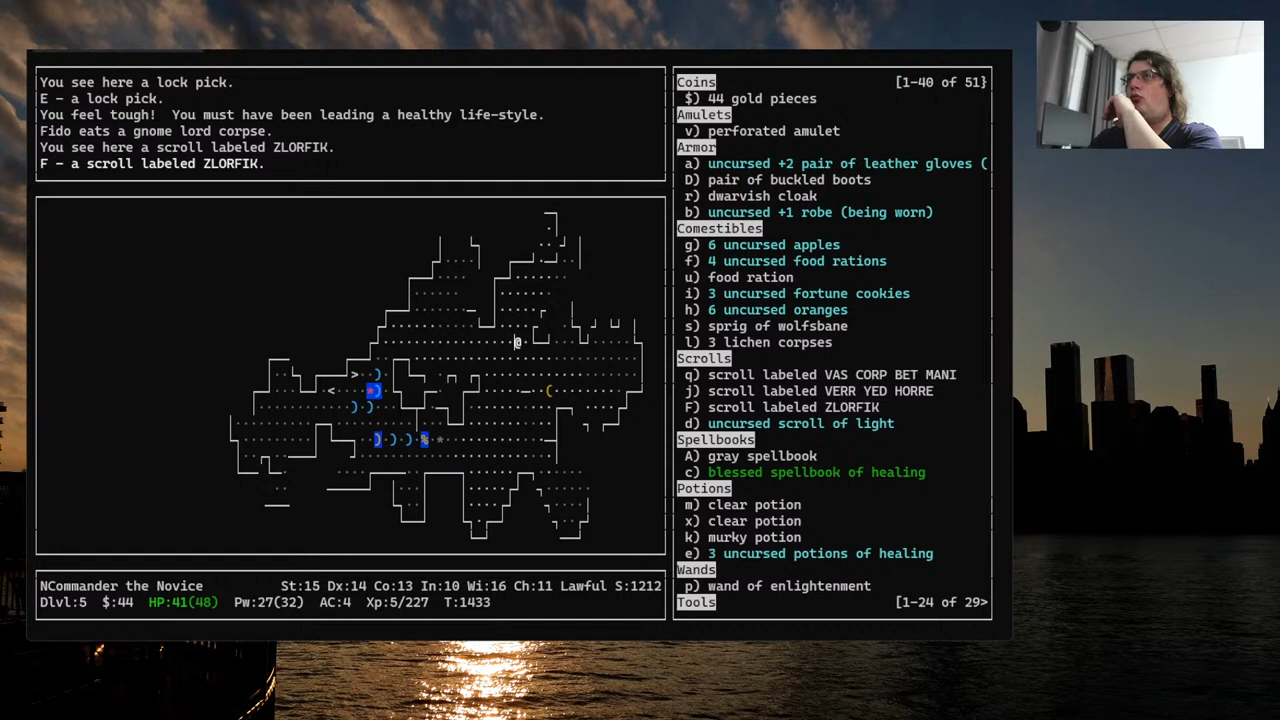 You see here a lock pick.
E - a lock pick.
You feel tough!  You must have been leading a healthy life-style.
Fido eats a gnome lord corpse.
You see here a scroll labeled ZLORFIK.
F - a scroll labeled ZLORFIK.
NCommander the Novice St:15 Dx:14 Co:13 In:10 Wi:16 Ch:11 Lawful S:1212
Dlvl:5 $:44 HP:41(48) Pw:27(32) AC:4 Xp:5/227 T:1433
Coins [1-40 of 51}
$) 44 gold pieces
Amulets
v) perforated amulet
Armor
a) uncursed +2 pair of leather gloves (
D) pair of buckled boots
r) dwarvish cloak
b) uncursed +1 robe (being worn)
Comestibles
g) 6 uncursed apples
f) 4 uncursed food rations
u) food ration
i) 3 uncursed fortune cookies
h) 6 uncursed oranges
s) sprig of wolfsbane
l) 3 lichen corpses
Scrolls
q) scroll labeled VAS CORP BET MANI
j) scroll labeled VERR YED HORRE
F) scroll labeled ZLORFIK
d) uncursed scroll of light
Spellbooks
A) gray spellbook
c) blessed spellbook of healing
Potions
m) clear potion
x) clear potion
k) murky potion
e) 3 uncursed potions of healing
Wands
p) wand of enlightenment
Tools [1-24 of 29>